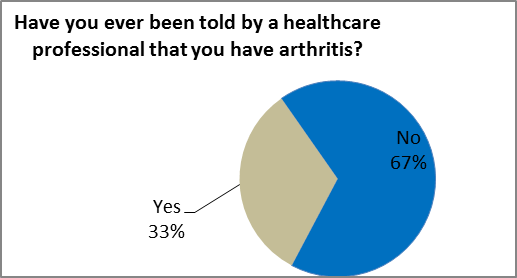 Have you ever been told by a healthcare
professional that you have arthritis?
No
67%
Yes
33%